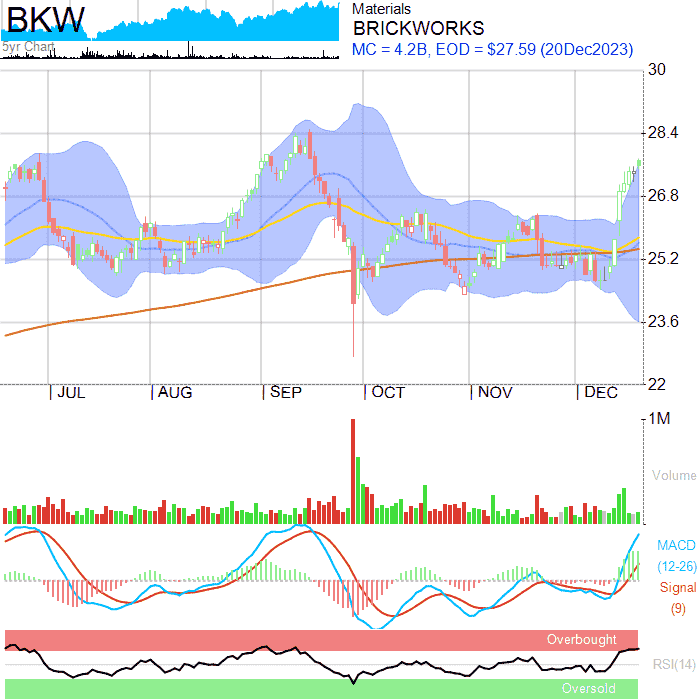 BKW
5yr Chart
Materials
BRICKWORKS
MC = 4.2B, EOD = $27.59 (20Dec2023)
30
28.4
26.8
25.2
23.6
22
JUL AUG SEP OCT NOV DEC
1M
Volume
MACD
(12-26)
Signal
(9)
Overbought
RSI(14)
Oversold